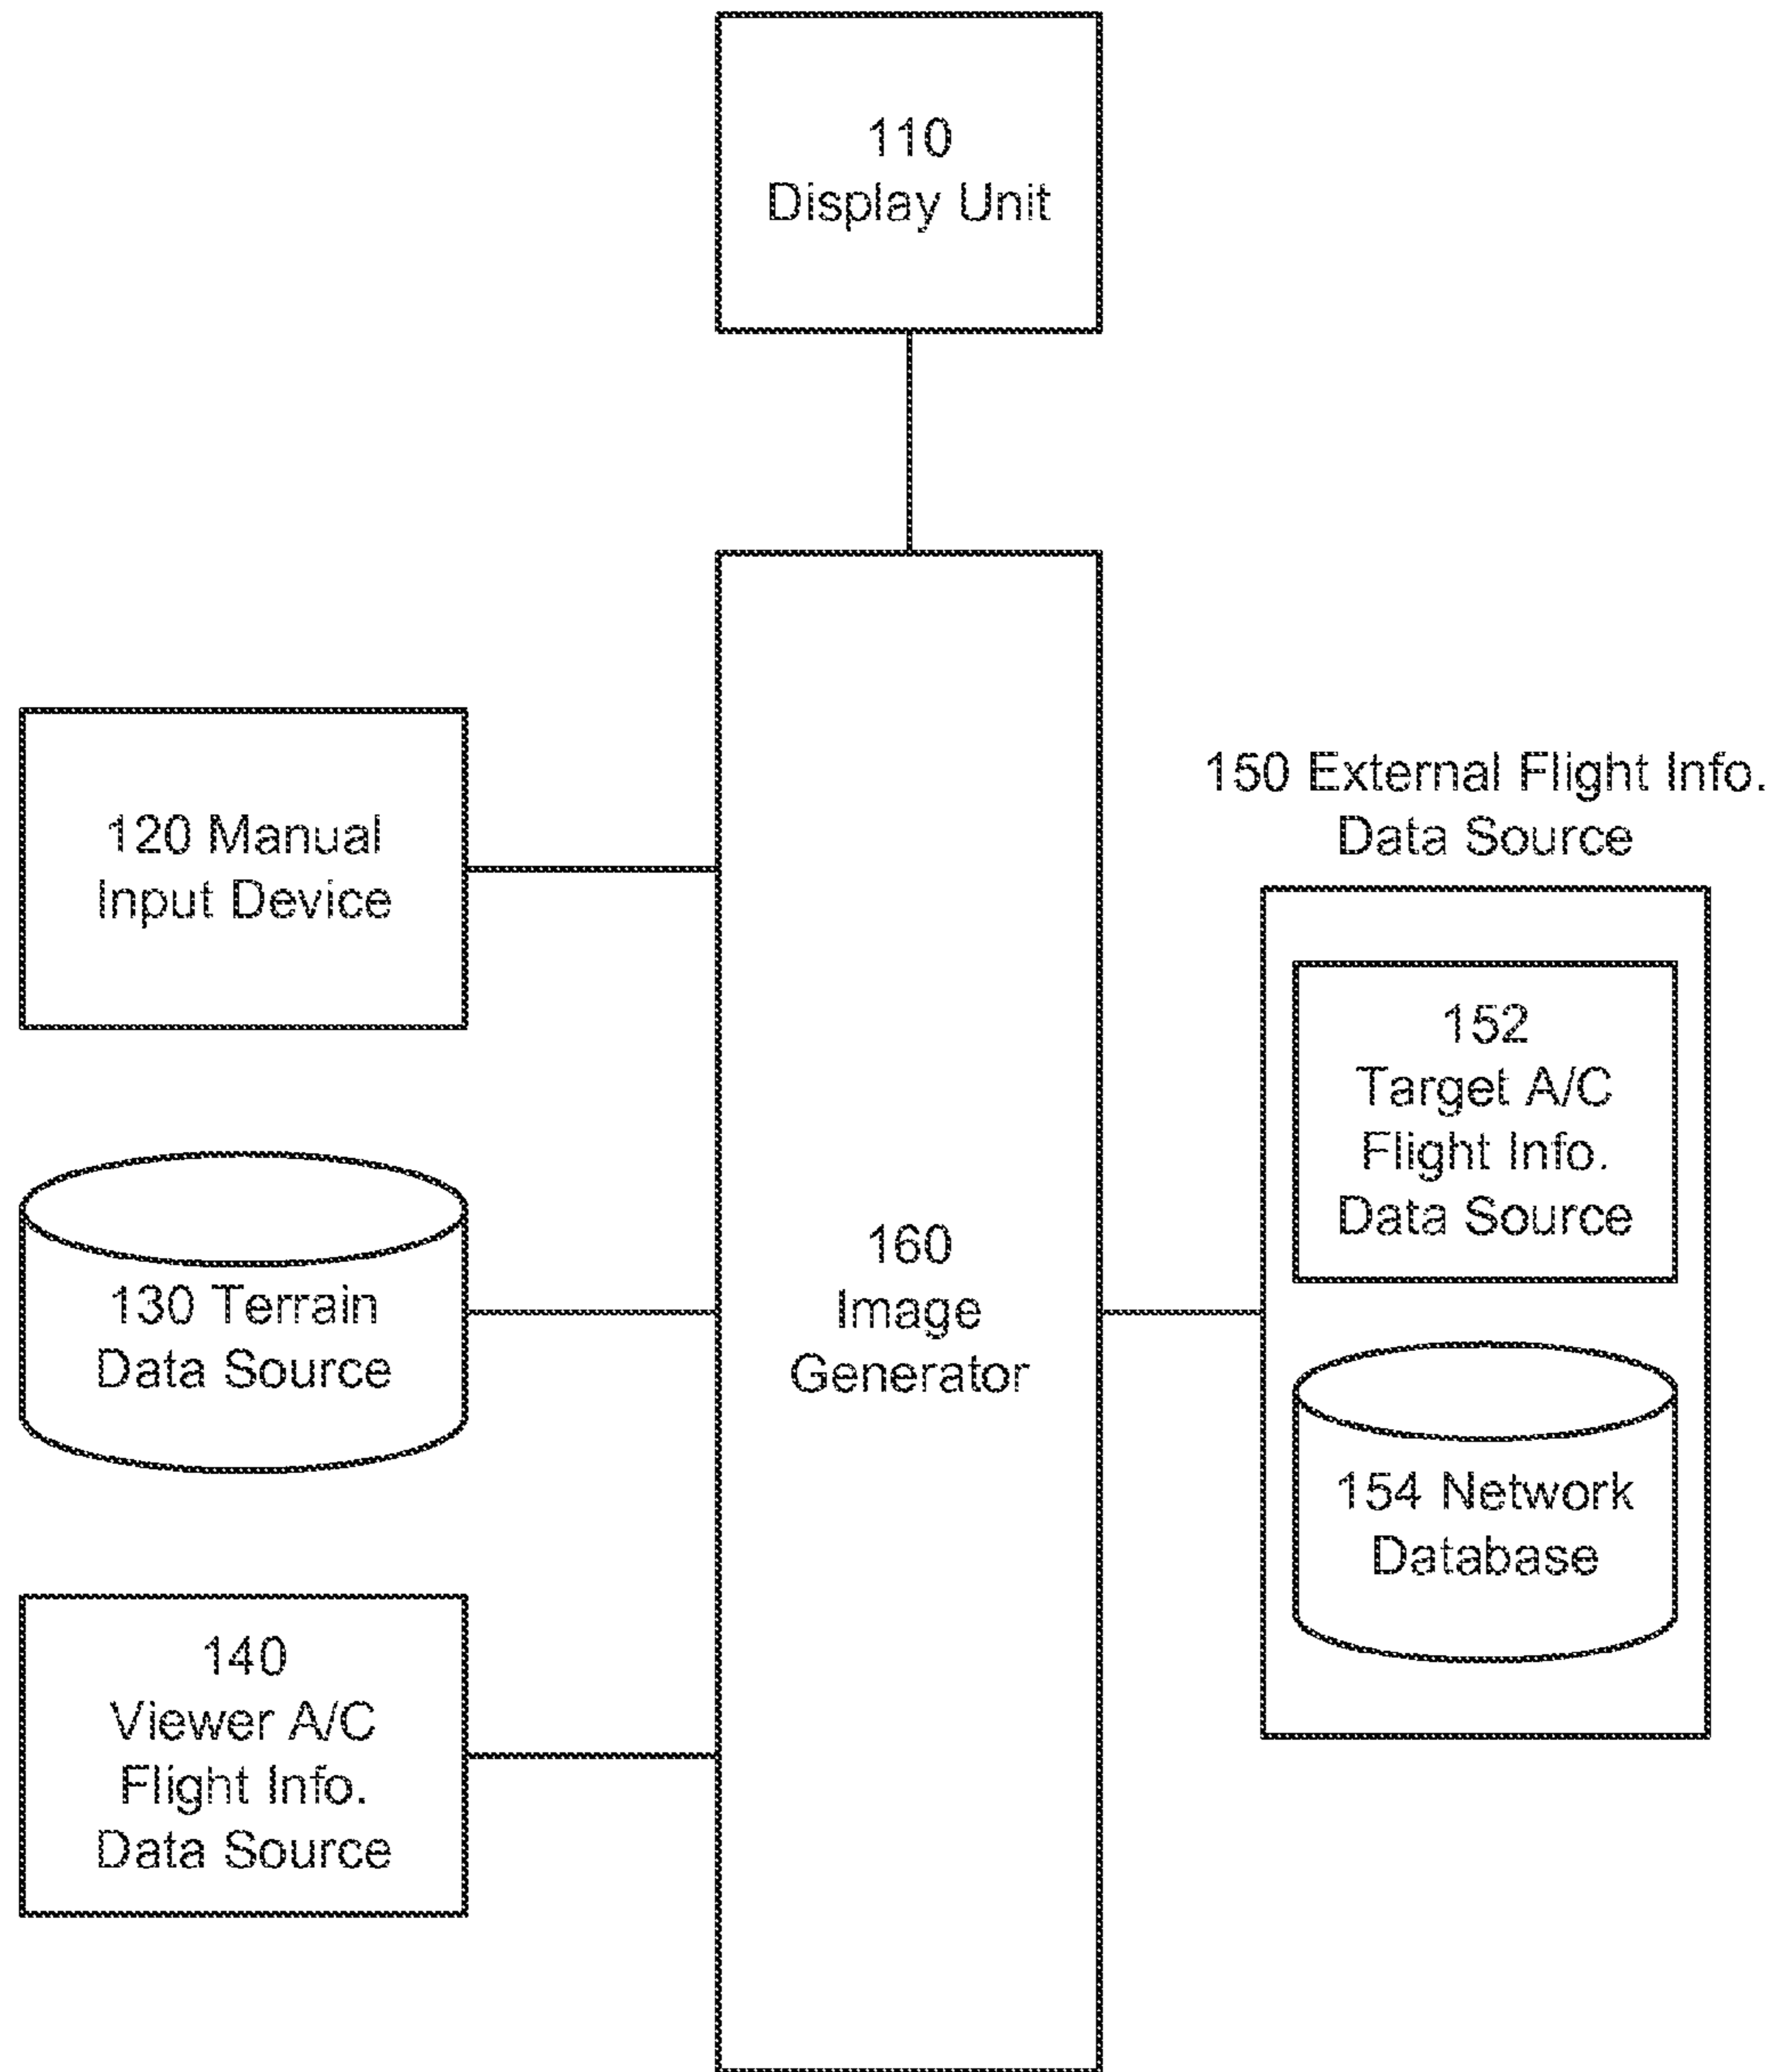 110
Display Unit
120 Manual
Input Device
130 Terrain
Data Source
140
Viewer A/C
Flight Info.
Data Source
160
Image
Generator
150 External Flight Info.
Data Source
152
Target A/C
Flight Info.
Data Source
154 Network
Database